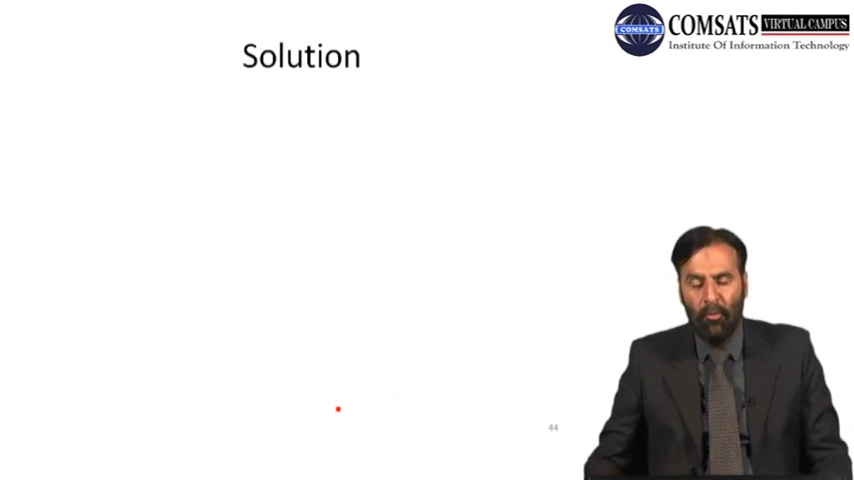 Solution
COMSATS VIRTUAL CAMPUS
Institute Of Information Technology
COMSATS
44